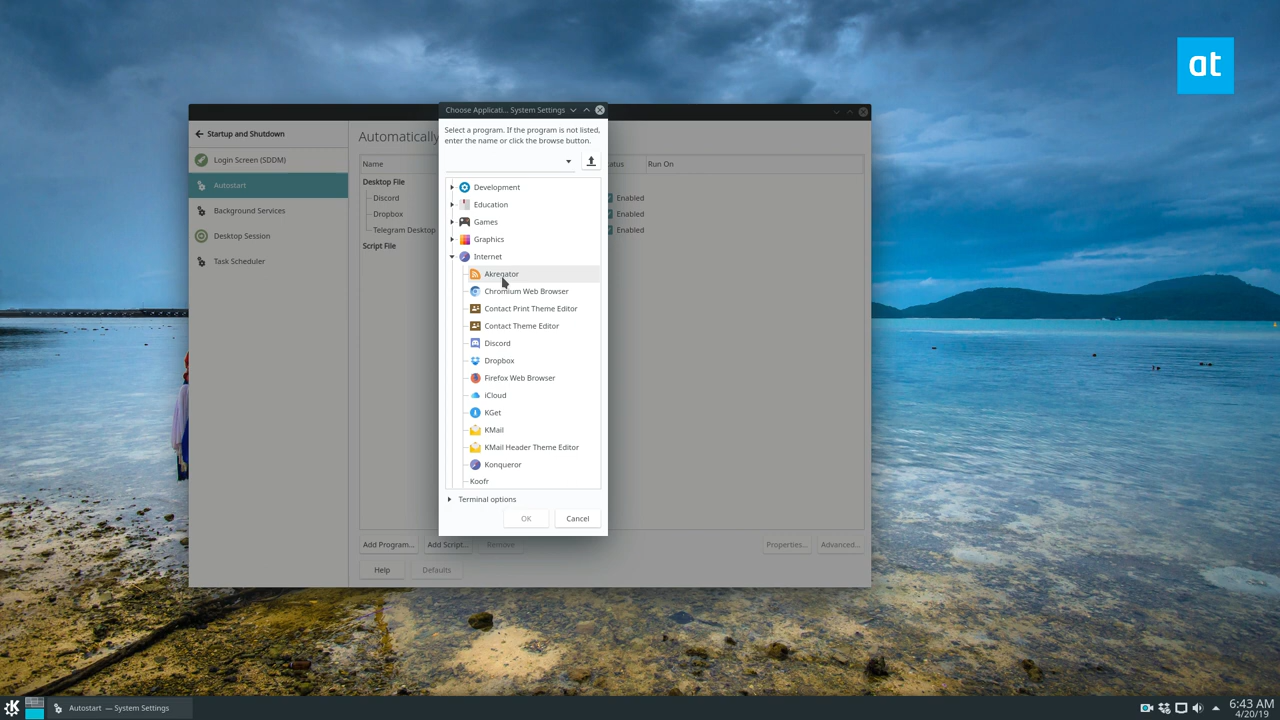 at
Choose Applicati... System Settings
Select a program. If the program is not listed,
enter the name or click the browse button.
Startup and Shutdown
Login Screen (SDDM)
Autostart
Background Services
Desktop Session
Task Scheduler
Automatically
Name
Run On
Desktop File
Discord
Enabled
Dropbox
Enabled
Telegram Desktop
Enabled
Script File
Development
Education
Games
Graphics
Internet
Akregator
Chromium Web Browser
Contact Print Theme Editor
Contact Theme Editor
Discord
Dropbox
Firefox Web Browser
iCloud
KGet
KMail
KMail Header Theme Editor
Konqueror
Koofr
Terminal options
OK
Cancel
Add Program...
Add Script...
Remove
Properties...
Advanced...
Help
Defaults
Autostart — System Settings
6:43 AM
4/20/19